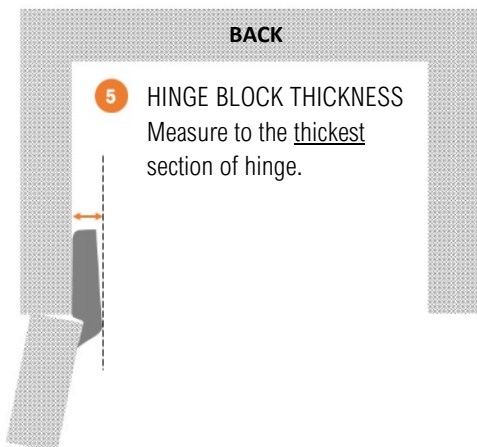 BACK
5 HINGE BLOCK THICKNESS
Measure to the thickest
section of hinge.